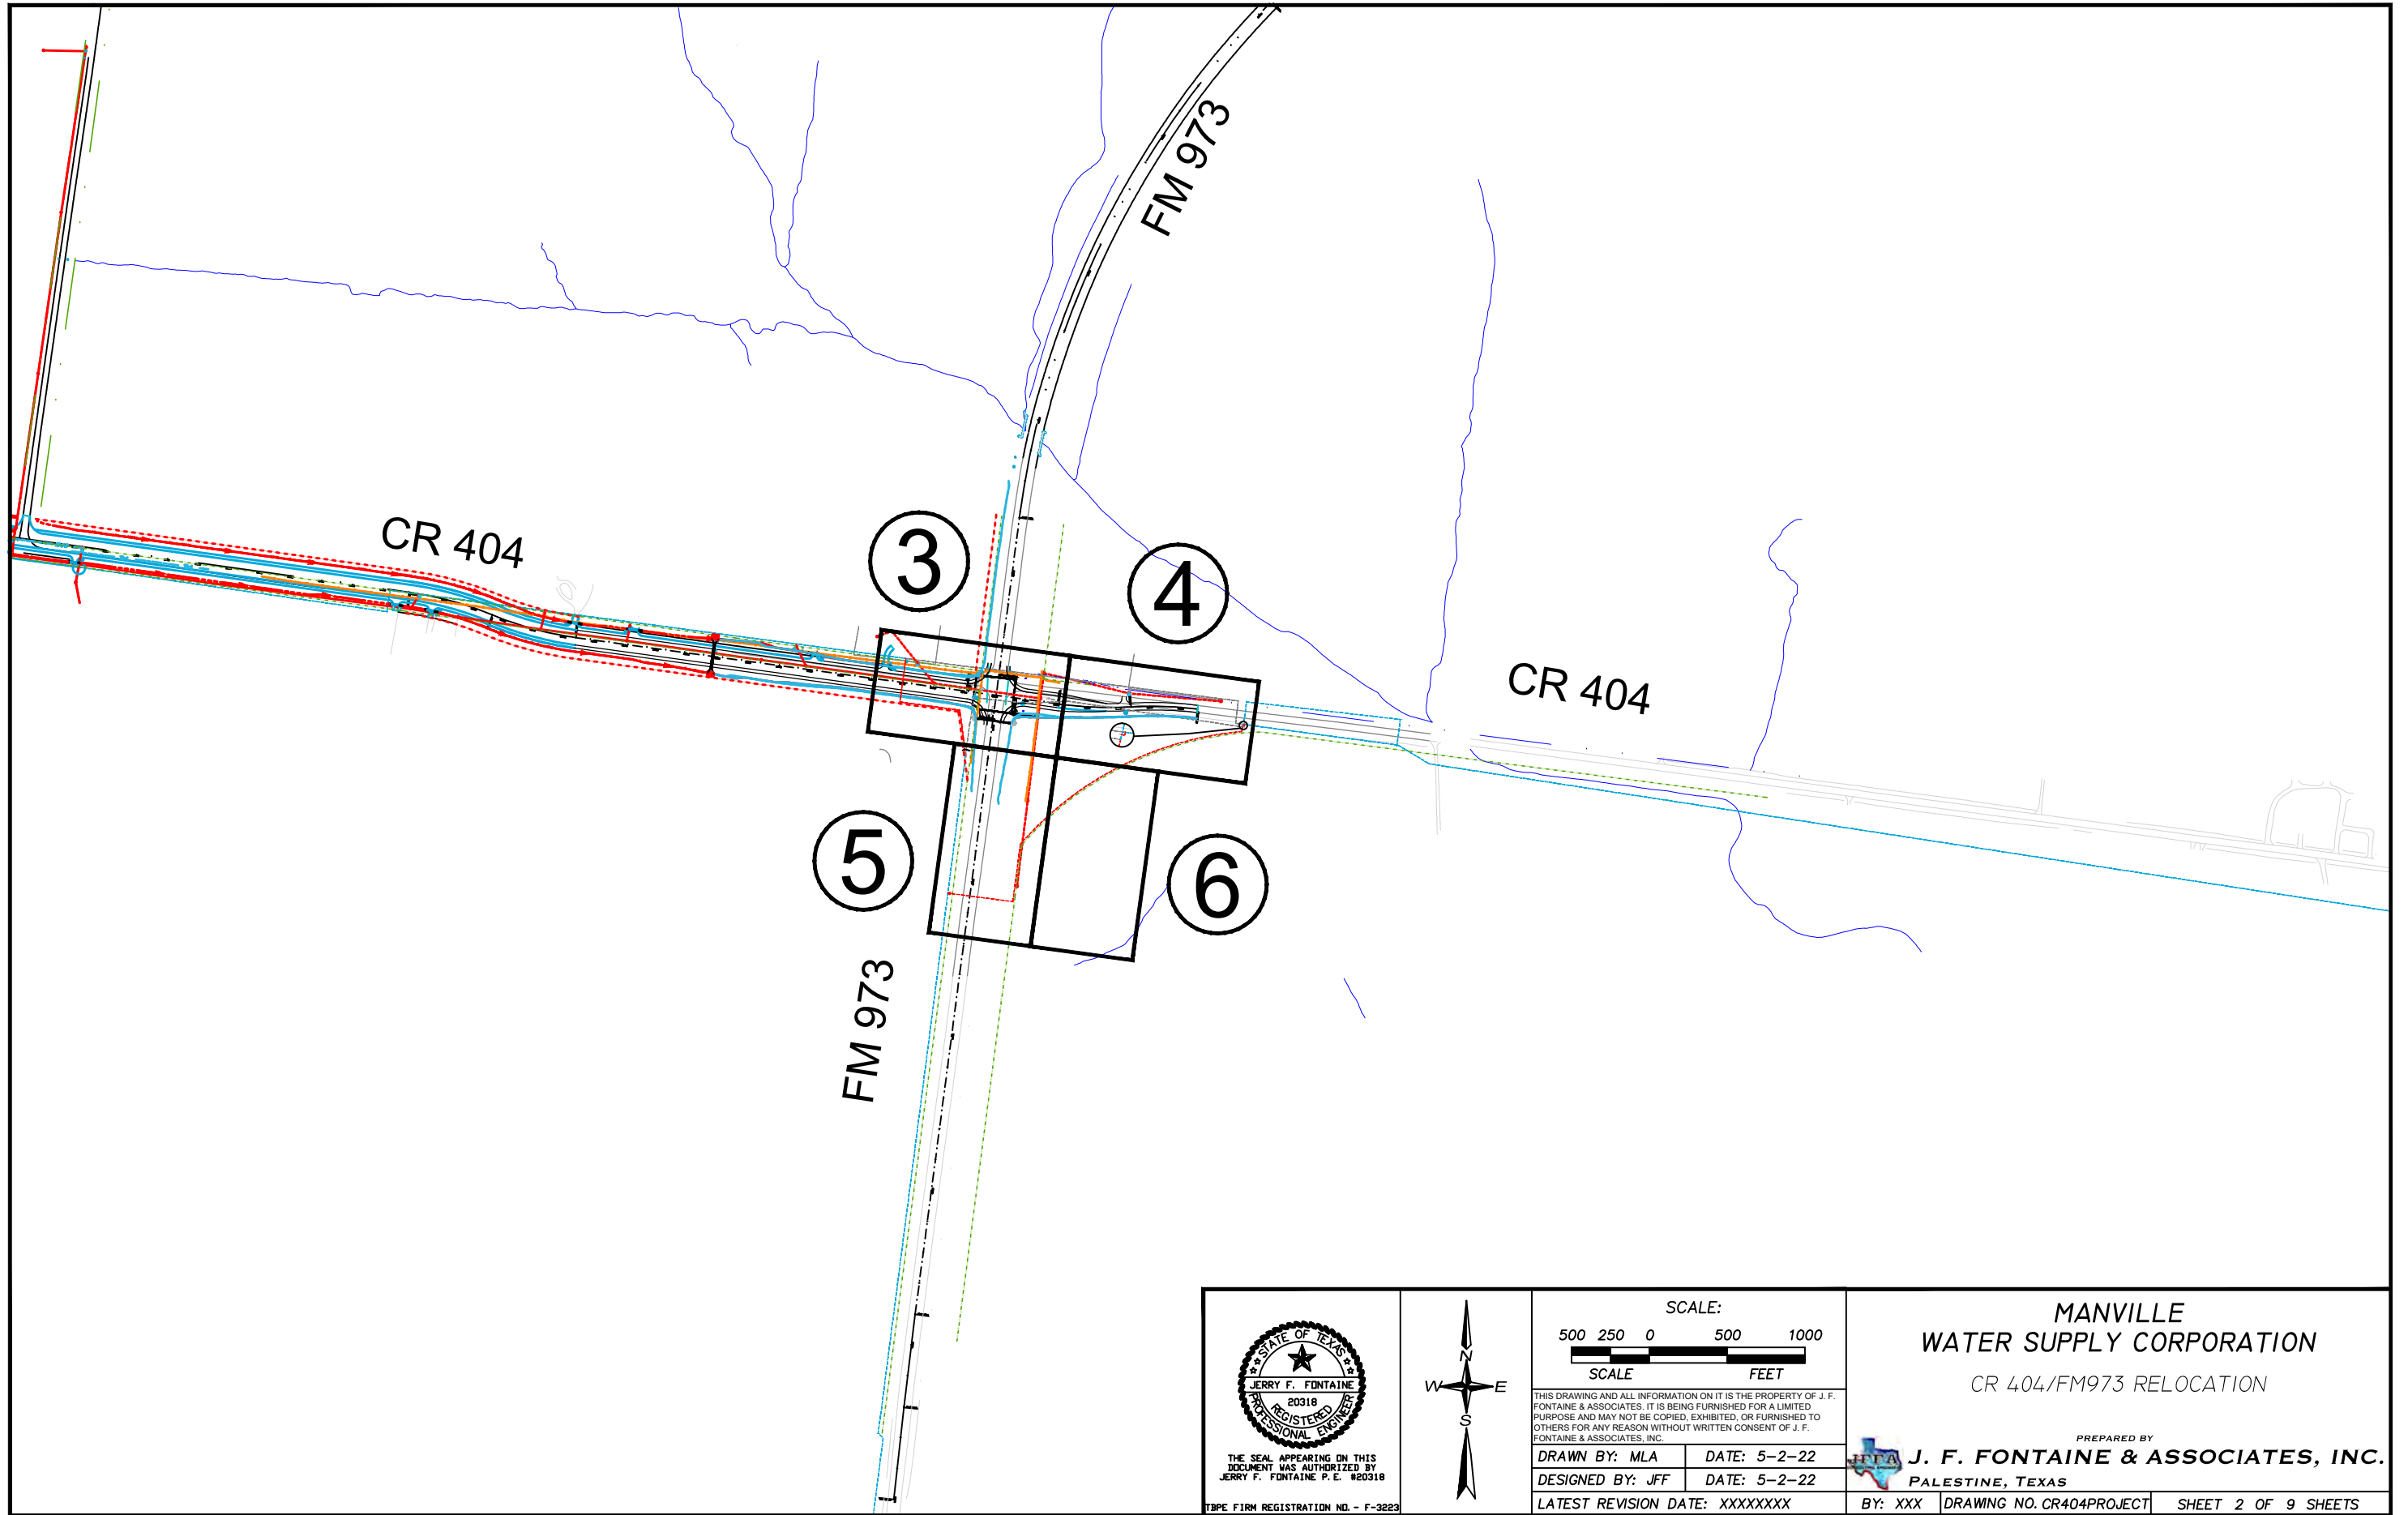 FM 973
CR 404
3
4
CR 404
5
6
FM 973
STATE OF TEXAS
JERRY F. FONTAINE
20318
REGISTERED
PROFESSIONAL ENGINEER
THE SEAL APPEARING ON THIS
DOCUMENT WAS AUTHORIZED BY
JERRY F. FONTAINE P.E. #20318
TBPE FIRM REGISTRATION NO. - F-3223
N
W E
S
SCALE:
500 250 0 500 1000
SCALE FEET
THIS DRAWING AND ALL INFORMATION ON IT IS THE PROPERTY OF J. F.
FONTAINE & ASSOCIATES. IT IS BEING FURNISHED FOR A LIMITED
PURPOSE AND MAY NOT BE COPIED, EXHIBITED, OR FURNISHED TO
OTHERS FOR ANY REASON WITHOUT WRITTEN CONSENT OF J. F.
FONTAINE & ASSOCIATES, INC.
DRAWN BY: MLA DATE: 5-2-22
DESIGNED BY: JFF DATE: 5-2-22
LATEST REVISION DATE: XXXXXXXX
MANVILLE
WATER SUPPLY CORPORATION
CR 404/FM973 RELOCATION
PREPARED BY
JFFA
J. F. FONTAINE & ASSOCIATES, INC.
PALESTINE, TEXAS
BY: XXX DRAWING NO. CR404PROJECT SHEET 2 OF 9 SHEETS